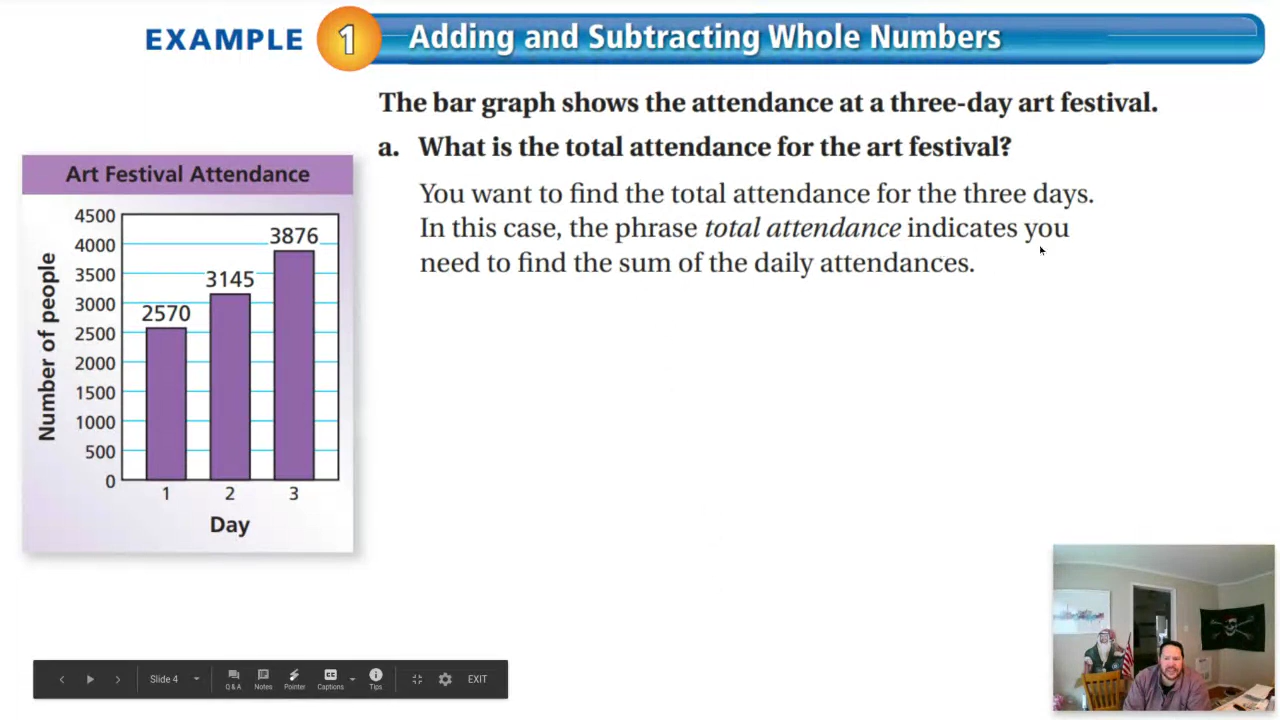 EXAMPLE 1 Adding and Subtracting Whole Numbers
The bar graph shows the attendance at a three-day art festival.
a. What is the total attendance for the art festival?
You want to find the total attendance for the three days.
In this case, the phrase total attendance indicates you
need to find the sum of the daily attendances.
Art Festival Attendance
Number of people
4500
4000
3500
3000
2500
2000
1500
1000
500
0
2570
3145
3876
1 2 3
Day
Slide 4
Q & A
Notes
Pointer
CC
Captions
Tips
EXIT